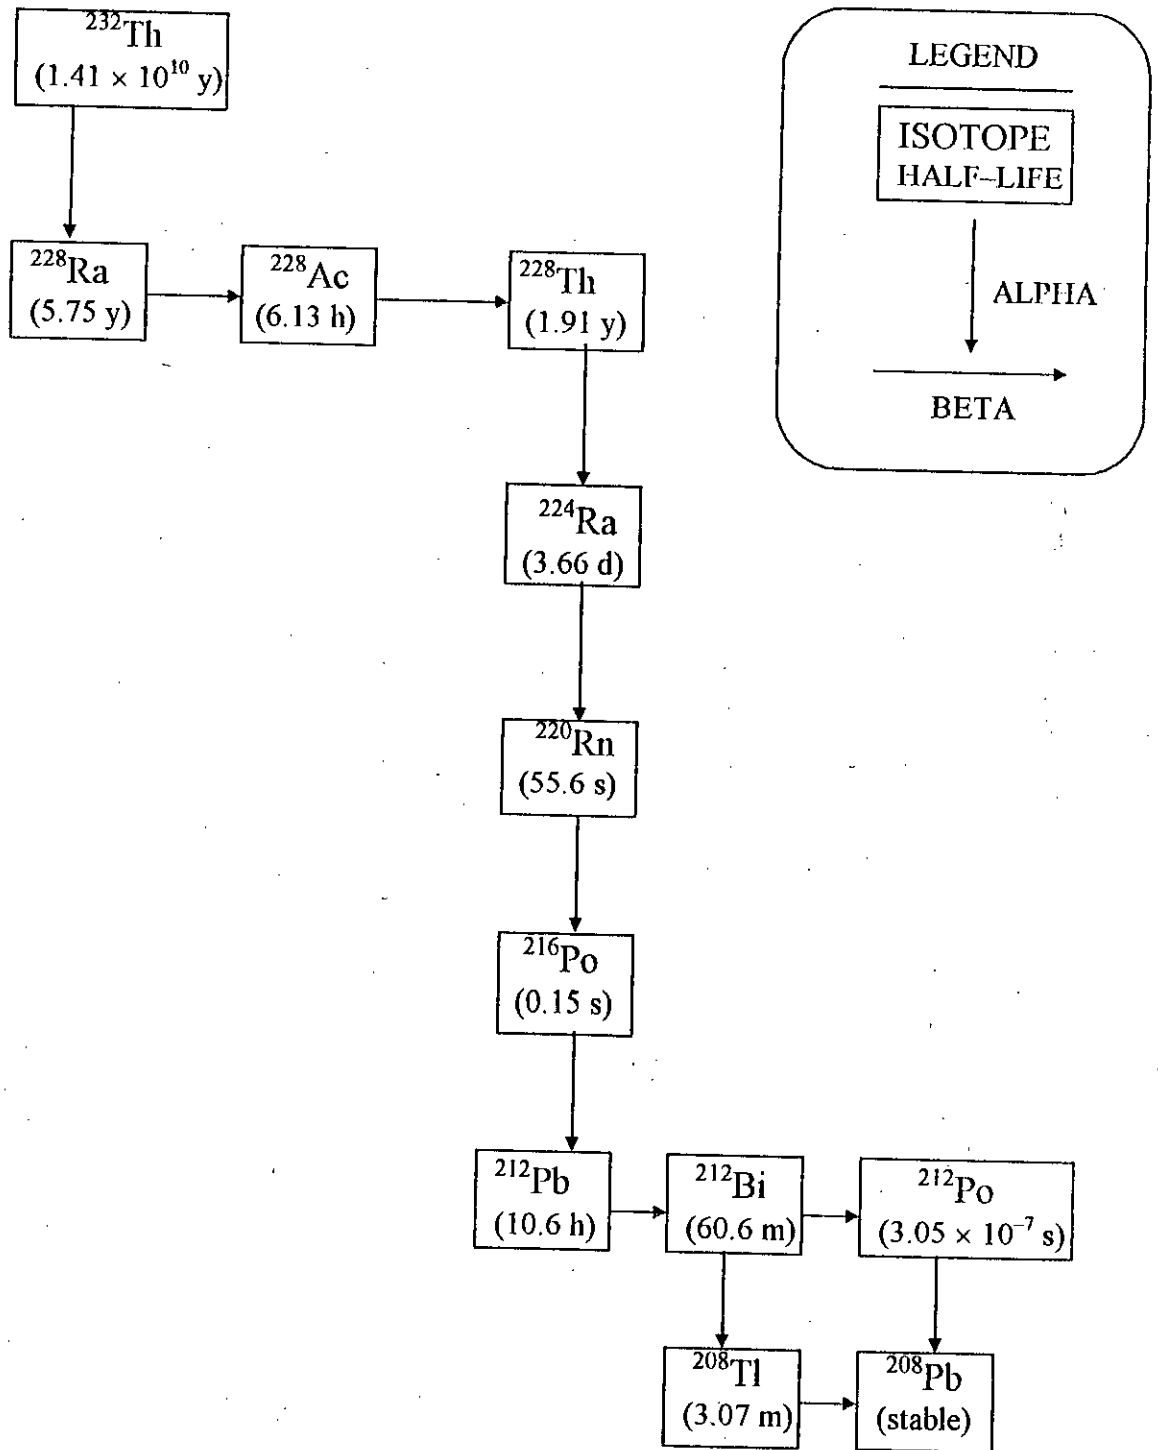 ²³²Th
(1.41 × 10¹⁰ y)
LEGEND
ISOTOPE
HALF–LIFE
ALPHA
BETA
²²⁸Ra
(5.75 y)
²²⁸Ac
(6.13 h)
²²⁸Th
(1.91 y)
²²⁴Ra
(3.66 d)
²²⁰Rn
(55.6 s)
²¹⁶Po
(0.15 s)
²¹²Pb
(10.6 h)
²¹²Bi
(60.6 m)
²¹²Po
(3.05 × 10⁻⁷ s)
²⁰⁸Tl
(3.07 m)
²⁰⁸Pb
(stable)